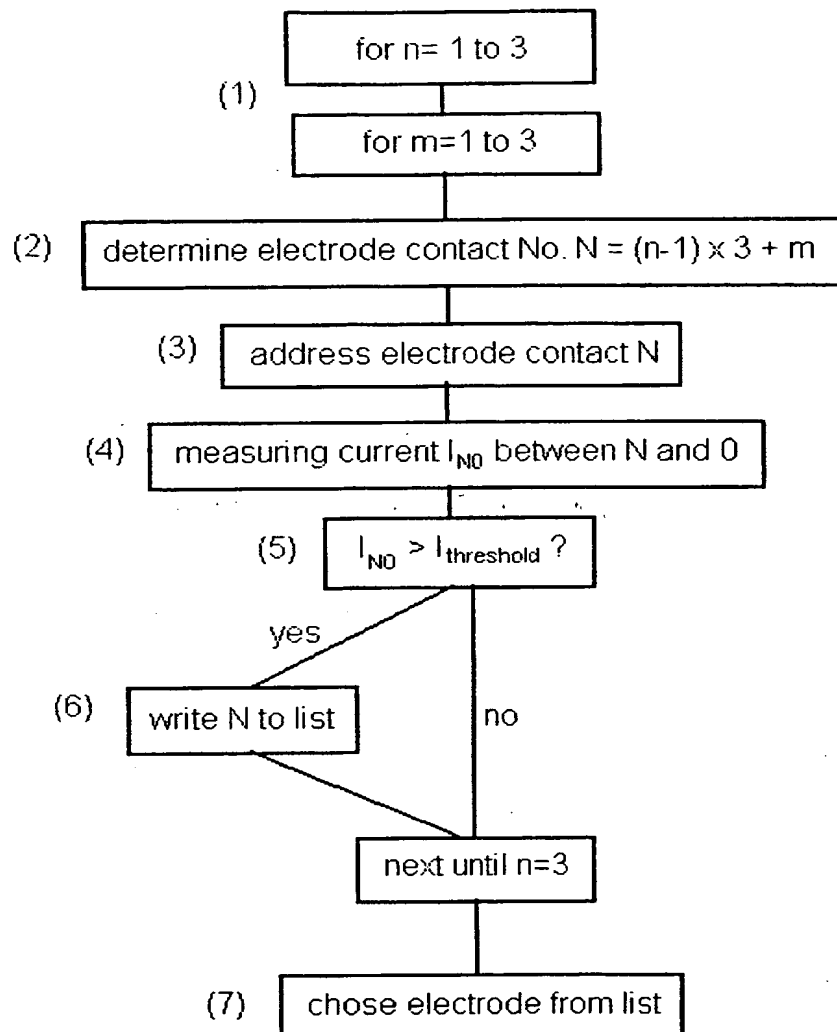 for n= 1 to 3
(1)
for m=1 to 3
(2) determine electrode contact No. N = (n-1) x 3 + m
(3) address electrode contact N
(4) measuring current I_N0 between N and 0
(5) I_N0 > I_threshold ?
yes
(6) write N to list
no
next until n=3
(7) chose electrode from list